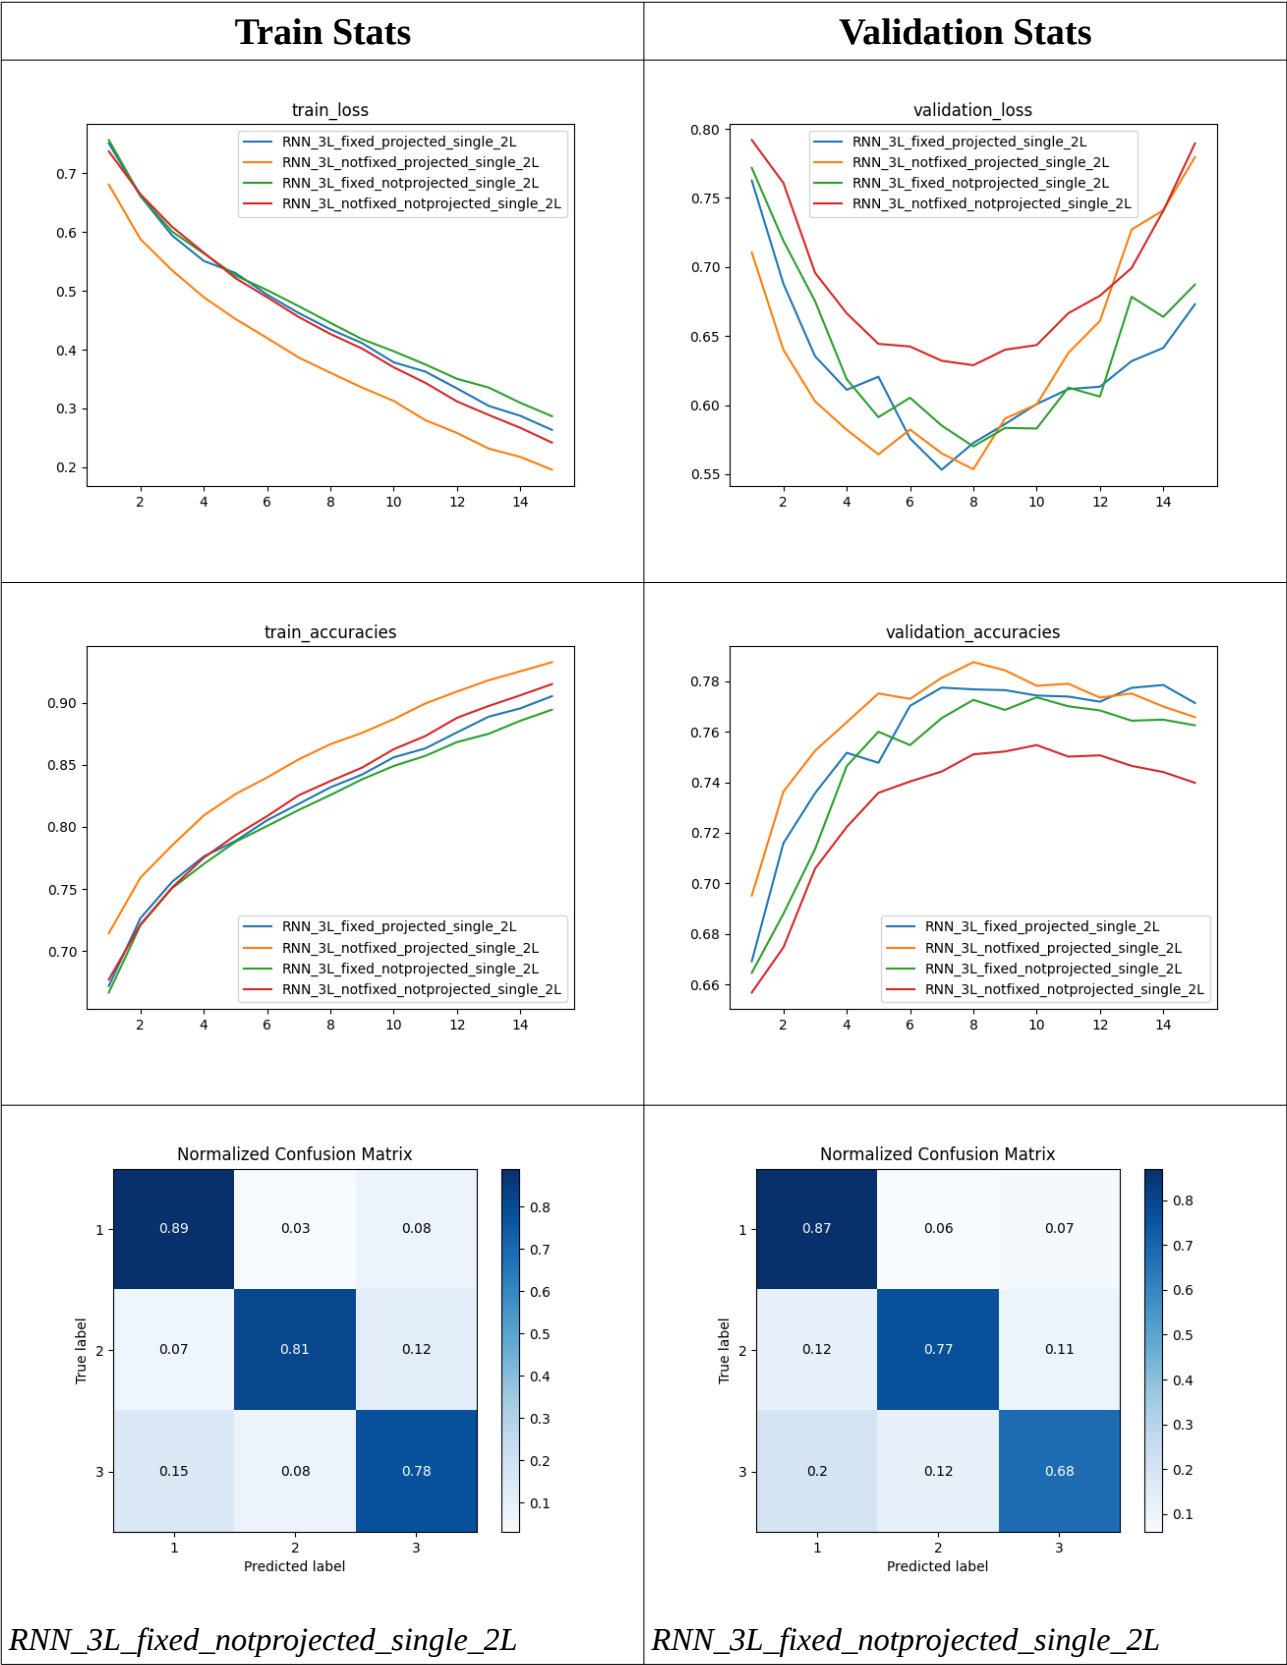 Train Stats
Validation Stats
train_loss
RNN_3L_fixed_projected_single_2L
RNN_3L_notfixed_projected_single_2L
RNN_3L_fixed_notprojected_single_2L
RNN_3L_notfixed_notprojected_single_2L
0.7
0.6
0.5
0.4
0.3
0.2
2 4 6 8 10 12 14
validation_loss
RNN_3L_fixed_projected_single_2L
RNN_3L_notfixed_projected_single_2L
RNN_3L_fixed_notprojected_single_2L
RNN_3L_notfixed_notprojected_single_2L
0.80
0.75
0.70
0.65
0.60
0.55
2 4 6 8 10 12 14
train_accuracies
0.90
0.85
0.80
0.75
0.70
RNN_3L_fixed_projected_single_2L
RNN_3L_notfixed_projected_single_2L
RNN_3L_fixed_notprojected_single_2L
RNN_3L_notfixed_notprojected_single_2L
2 4 6 8 10 12 14
validation_accuracies
0.78
0.76
0.74
0.72
0.70
0.68
0.66
RNN_3L_fixed_projected_single_2L
RNN_3L_notfixed_projected_single_2L
RNN_3L_fixed_notprojected_single_2L
RNN_3L_notfixed_notprojected_single_2L
2 4 6 8 10 12 14
Normalized Confusion Matrix
True label
1 0.89 0.03 0.08
2 0.07 0.81 0.12
3 0.15 0.08 0.78
1 2 3
Predicted label
0.8
0.7
0.6
0.5
0.4
0.3
0.2
0.1
RNN_3L_fixed_notprojected_single_2L
Normalized Confusion Matrix
True label
1 0.87 0.06 0.07
2 0.12 0.77 0.11
3 0.2 0.12 0.68
1 2 3
Predicted label
0.8
0.7
0.6
0.5
0.4
0.3
0.2
0.1
RNN_3L_fixed_notprojected_single_2L